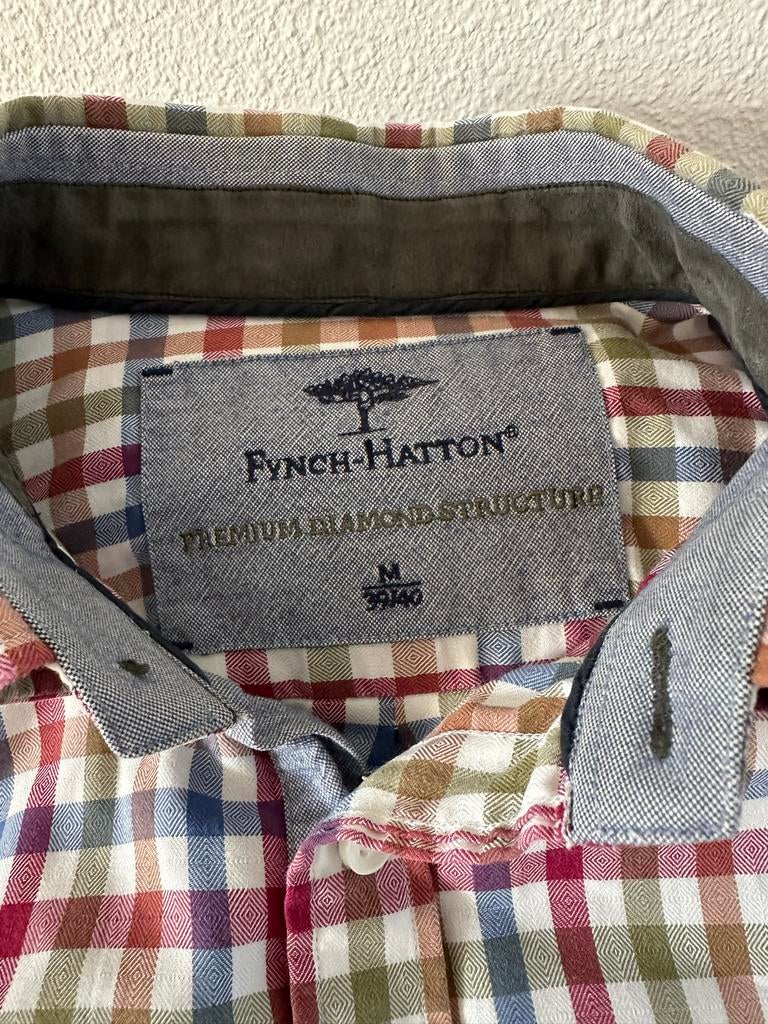 FYNCH-HATTON®
PREMIUM DIAMOND-STRUCTURE
M
39/40